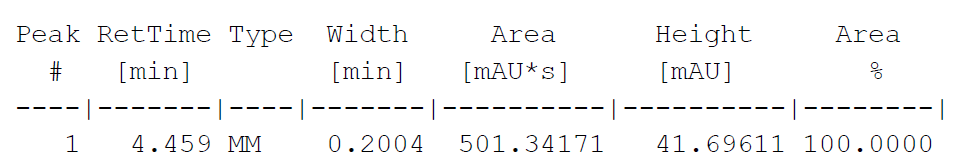 Peak RetTime Type  Width     Area      Height     Area
  #   [min]        [min]   [mAU*s]     [mAU]        %
----|-------|----|-------|----------|----------|--------|
   1   4.459 MM    0.2004  501.34171   41.69611 100.0000